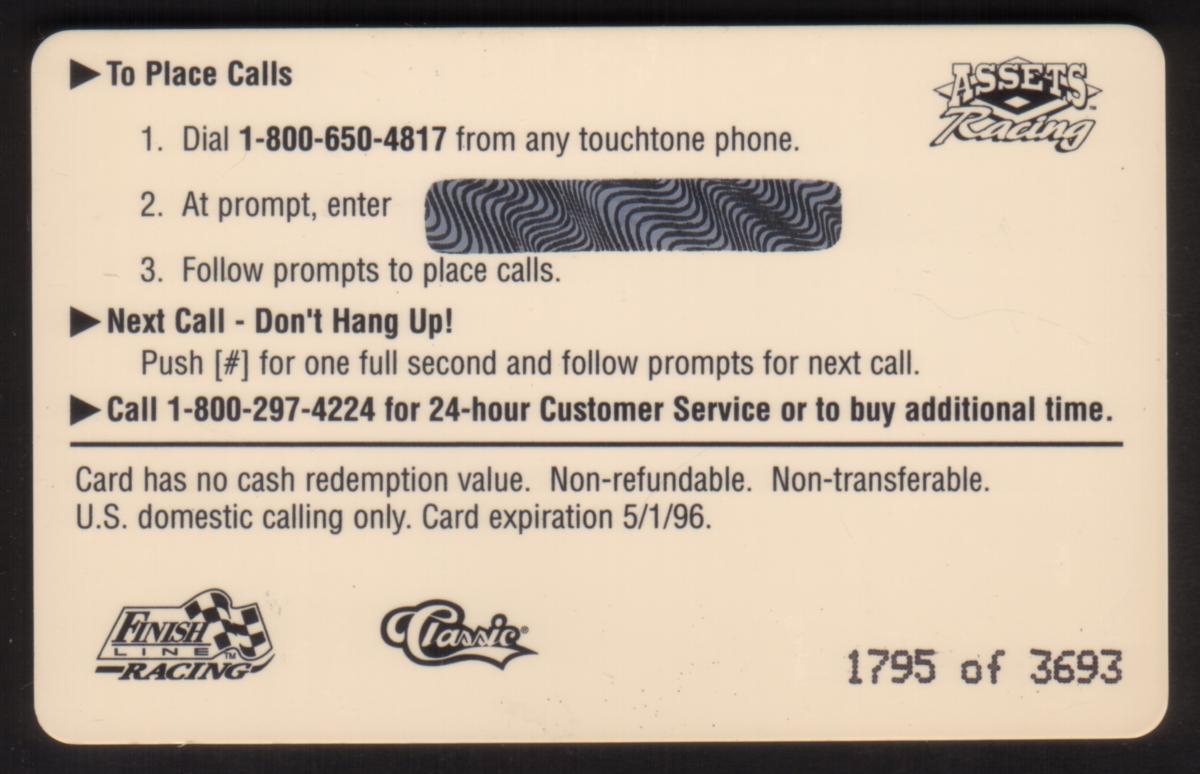 To Place Calls
ASSETS
Racing
1. Dial 1-800-650-4817 from any touchtone phone.
2. At prompt, enter
3. Follow prompts to place calls.
Next Call - Don't Hang Up!
Push [#] for one full second and follow prompts for next call.
Call 1-800-297-4224 for 24-hour Customer Service or to buy additional time.
Card has no cash redemption value. Non-refundable. Non-transferable.
U.S. domestic calling only. Card expiration 5/1/96.
FINISH
LINE TM
RACING
Classic®
1795 of 3693